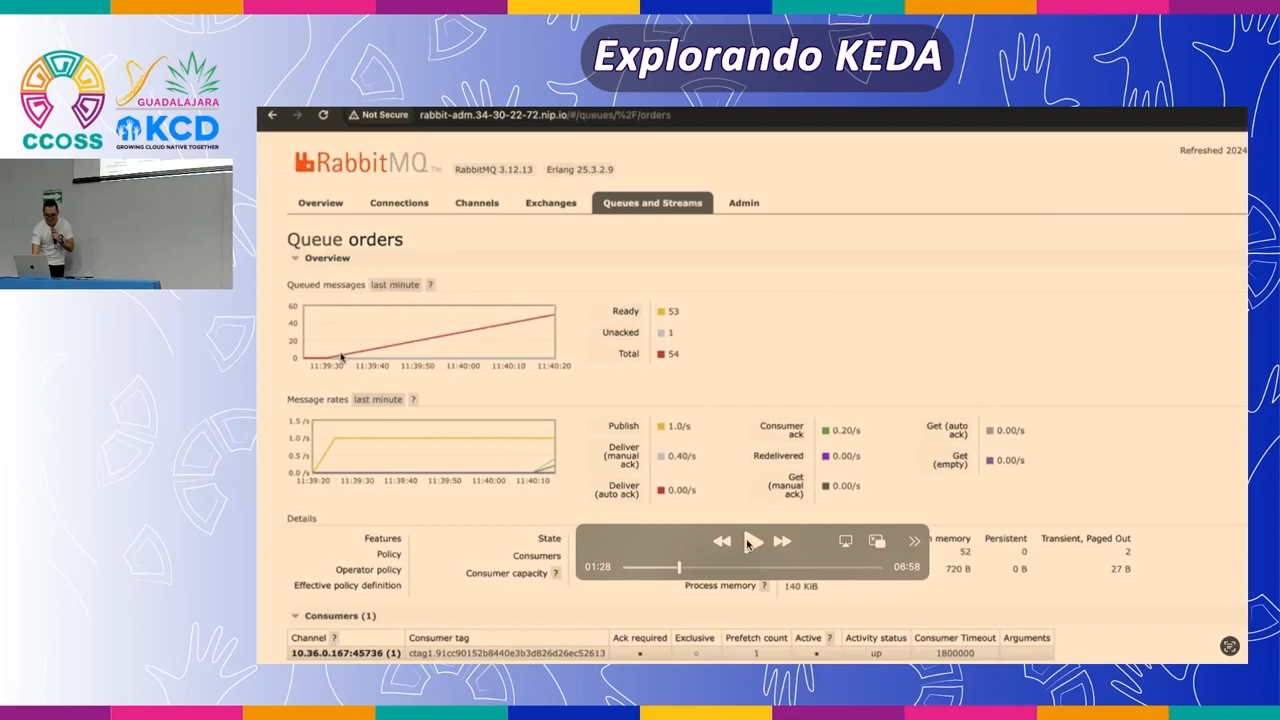 Explorando KEDA
CCOSS
GUADALAJARA
KCD
GROWING CLOUD NATIVE TOGETHER
Not Secure
rabbit-adm.34-30-22-72.nip.io/#/queues/%2F/orders
RabbitMQ TM
RabbitMQ 3.12.13
Erlang 25.3.2.9
Refreshed 2024
Overview
Connections
Channels
Exchanges
Queues and Streams
Admin
Queue orders
Overview
Queued messages last minute ?
60
40
20
0
11:39:30 11:39:40 11:39:50 11:40:00 11:40:10 11:40:20
Ready 53
Unacked 1
Total 54
Message rates last minute ?
1.5 /s
1.0 /s
0.5 /s
0.0 /s
11:39:20 11:39:30 11:39:40 11:39:50 11:40:00 11:40:10
Publish 1.0/s
Deliver (manual ack) 0.40/s
Deliver (auto ack) 0.00/s
Consumer ack 0.20/s
Redelivered 0.00/s
Get (manual ack) 0.00/s
Get (auto ack) 0.00/s
Get (empty) 0.00/s
Details
Features
Policy
Operator policy
Effective policy definition
State
Consumers
Consumer capacity ?
Process memory ? 140 KiB
memory Persistent Transient, Paged Out
52 0 2
720 B 0 B 27 B
01:28
06:58
Consumers (1)
Channel ? Consumer tag Ack required Exclusive Prefetch count Active ? Activity status Consumer Timeout Arguments
10.36.0.167:45736 (1) ctag1.91cc90152b8440e3b3d826d26ec52613 ● ○ 1 ● up 1800000